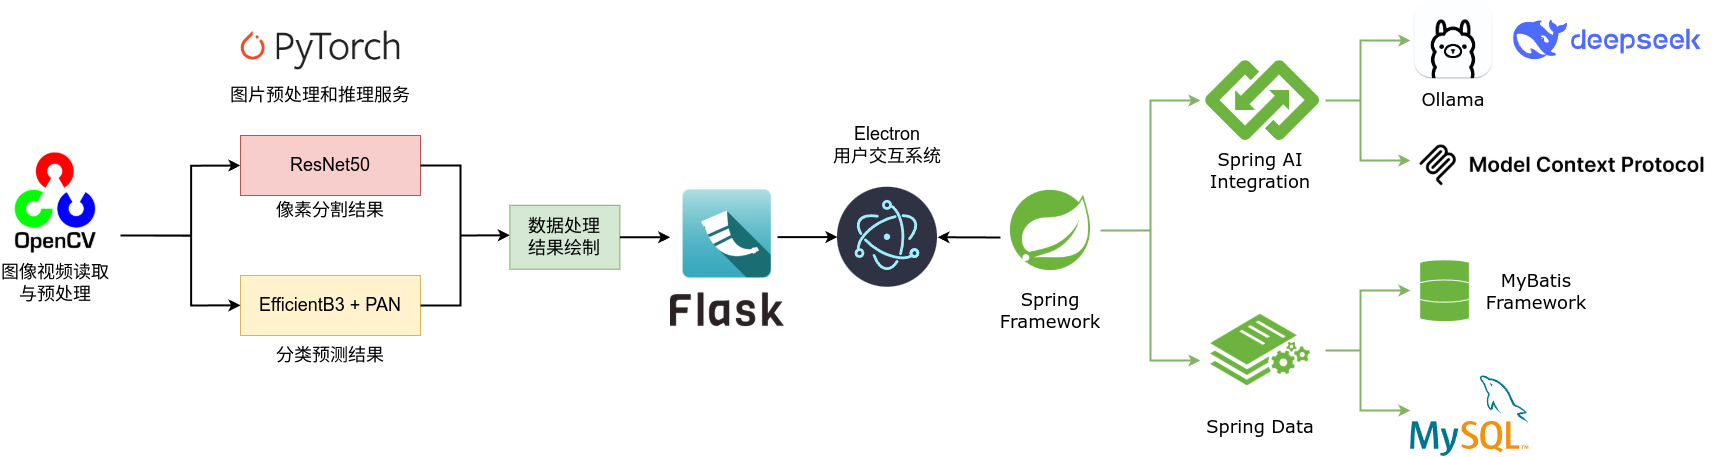 PyTorch
图片预处理和推理服务
OpenCV
图像视频读取
与预处理
ResNet50
像素分割结果
EfficientB3 + PAN
分类预测结果
数据处理
结果绘制
Flask
Electron
用户交互系统
Spring
Framework
Spring AI
Integration
Ollama
deepseek
Model Context Protocol
Spring Data
MyBatis
Framework
MySQL™